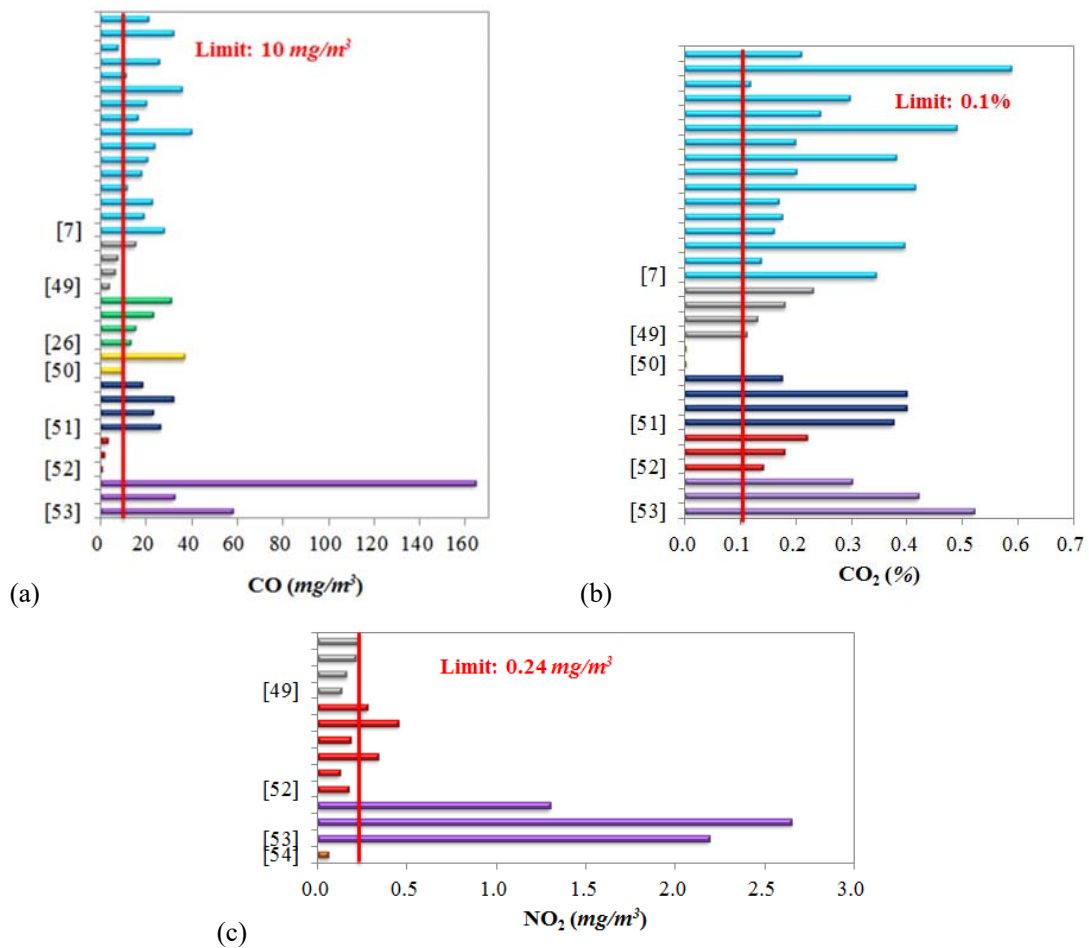 Limit: 10 mg/m³
[7]
[49]
[26]
[50]
[51]
[52]
[53]
0 20 40 60 80 100 120 140 160
CO (mg/m³)
(a)
Limit: 0.1%
[7]
[49]
[50]
[51]
[52]
[53]
0.0 0.1 0.2 0.3 0.4 0.5 0.6 0.7
CO₂ (%)
(b)
Limit: 0.24 mg/m³
[49]
[52]
[53]
[54]
0.0 0.5 1.0 1.5 2.0 2.5 3.0
NO₂ (mg/m³)
(c)